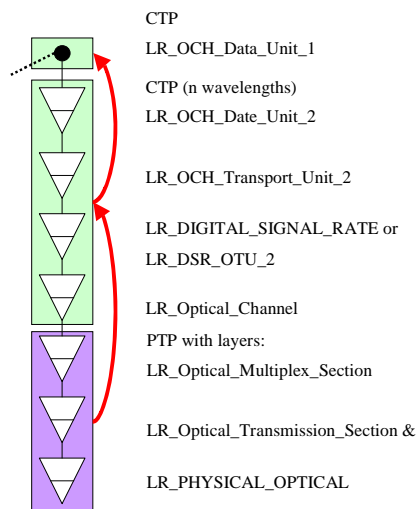 CTP
LR_OCH_Data_Unit_1
CTP (n wavelengths)
LR_OCH_Date_Unit_2
LR_OCH_Transport_Unit_2
LR_DIGITAL_SIGNAL_RATE or
LR_DSR_OTU_2
LR_Optical_Channel
PTP with layers:
LR_Optical_Multiplex_Section
LR_Optical_Transmission_Section &
LR_PHYSICAL_OPTICAL